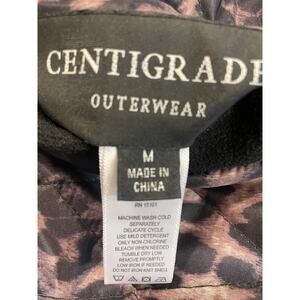 CENTIGRADE
OUTERWEAR
M
MADE IN
CHINA
RN 15101
MACHINE WASH COLD
SEPARATELY
DELICATE CYCLE
USE MILD DETERGENT
ONLY NON-CHLORINE
BLEACH WHEN NEEDED
TUMBLE DRY LOW
REMOVE PROMPTLY
LOW IRON IF NEEDED
DO NOT IRON KNIT SHELL